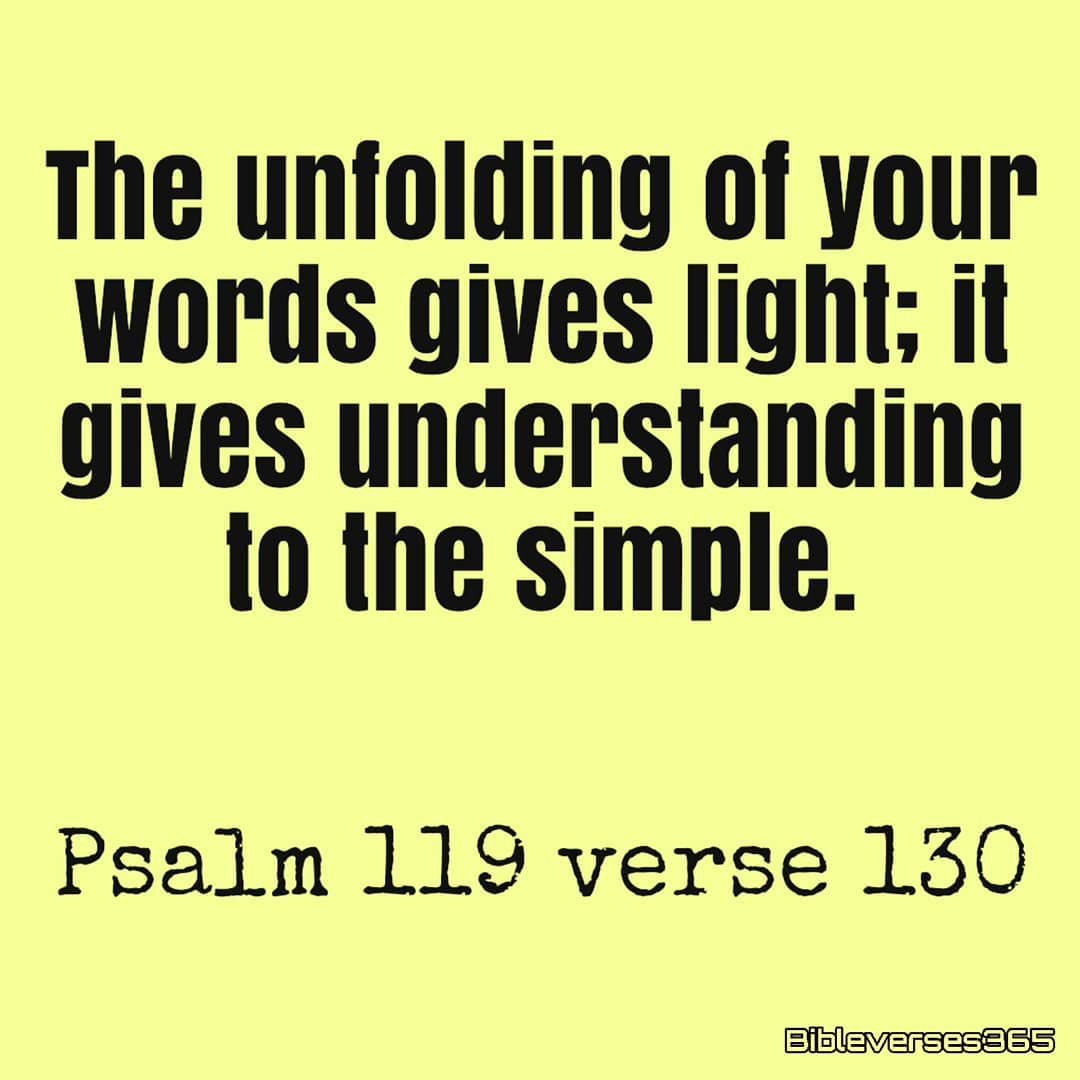 The unfolding of your
words gives light; it
gives understanding
to the simple.
Psalm 119 verse 130
Bibleverses365